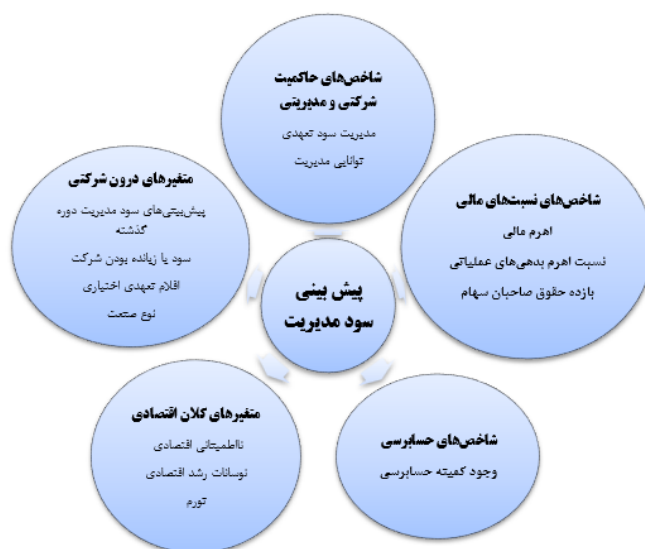 شاخص‌های حاکمیت
شرکتی و مدیریتی
مدیریت سود تعهدی
توانایی مدیریت
شاخص‌های نسبت‌های مالی
اهرم مالی
نسبت اهرم بدهی‌های عملیاتی
بازده حقوق صاحبان سهام
شاخص‌های حسابرسی
وجود کمیته حسابرسی
متغیرهای کلان اقتصادی
نااطمینانی اقتصادی
نوسانات رشد اقتصادی
تورم
متغیرهای درون شرکتی
پیش‌بینی‌های سود مدیریت دوره
گذشته
سود یا زیانده بودن شرکت
اقلام تعهدی اختیاری
نوع صنعت
پیش بینی
سود مدیریت